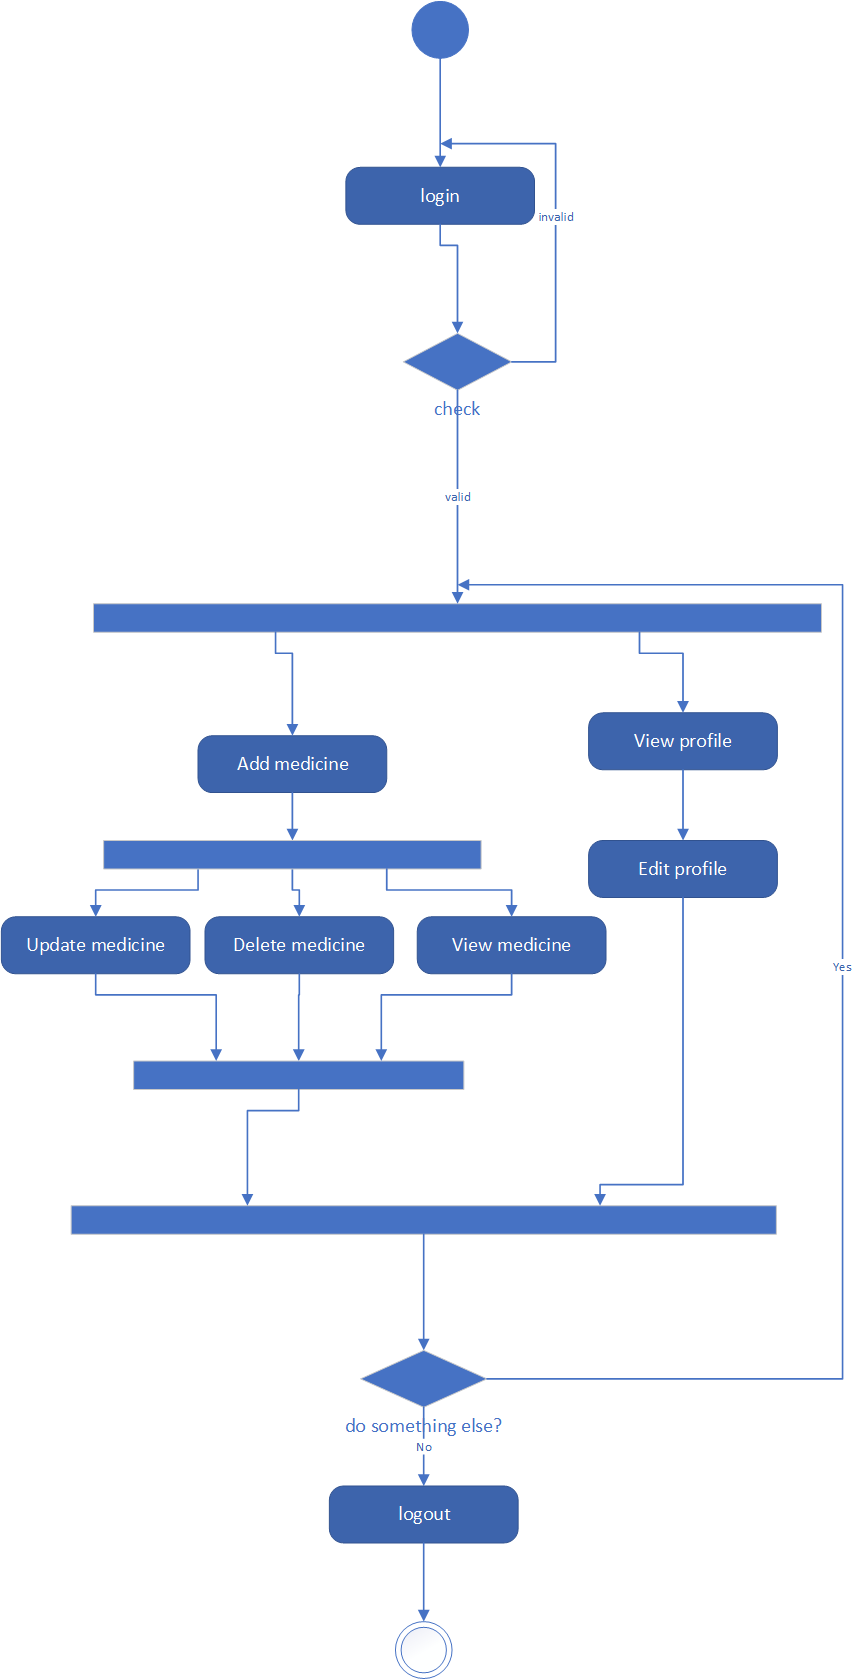 login
invalid
check
valid
View profile
Add medicine
Edit profile
Update medicine
Delete medicine
View medicine
Yes
do something else?
No
logout